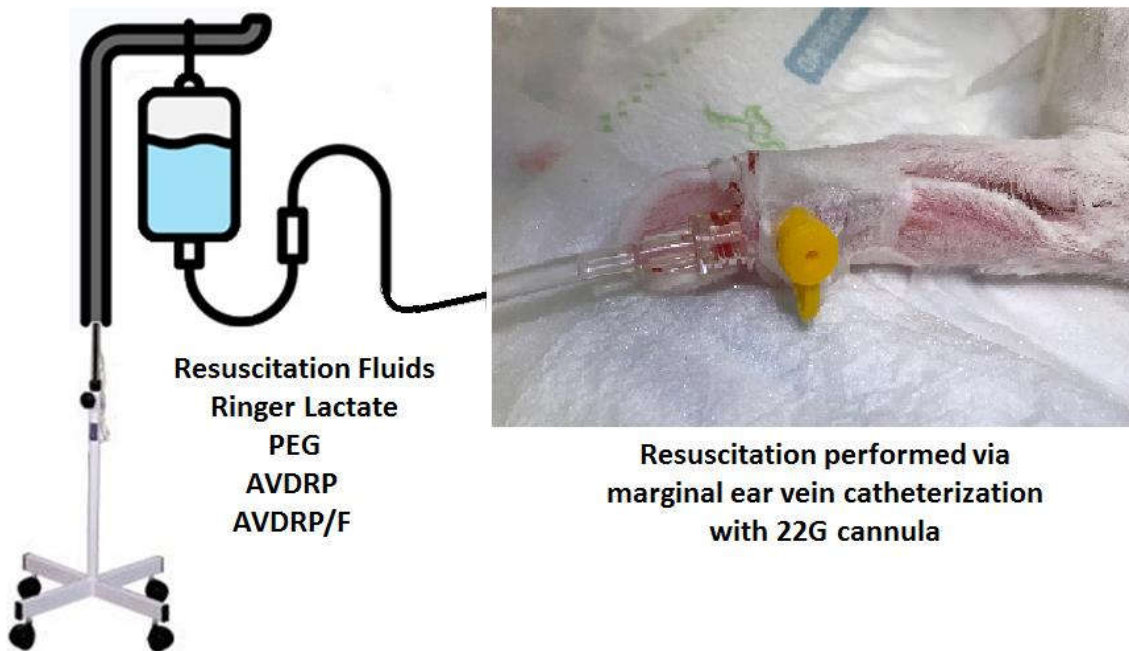 Resuscitation Fluids
Ringer Lactate
PEG
AVDRP
AVDRP/F
Resuscitation performed via
marginal ear vein catheterization
with 22G cannula